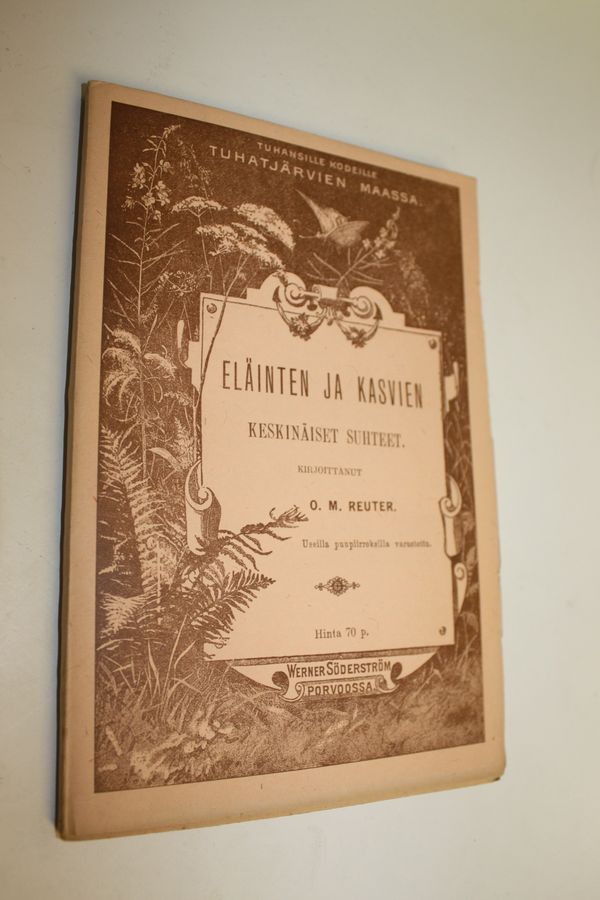 TUHANSILLE KODEILLE
TUHATJÄRVIEN MAASSA.
ELÄINTEN JA KASVIEN
KESKINÄISET SUHTEET.
KIRJOITTANUT
O. M. REUTER.
Useilla puupiirroksilla varustettu.
Hinta 70 p.
WERNER SÖDERSTRÖM
PORVOOSSA